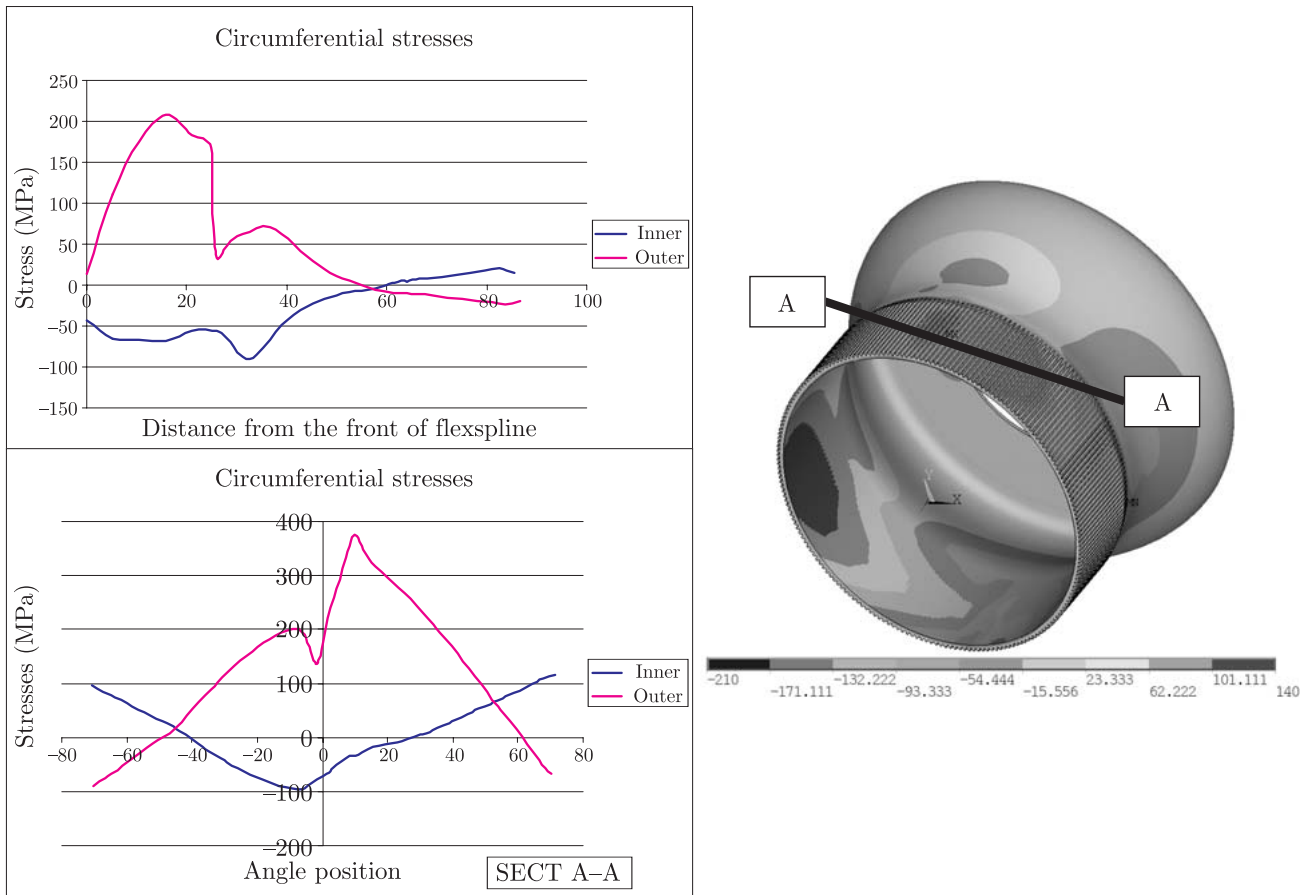 Circumferential stresses
250
200
150
100
50
0
−50
−100
−150
0 20 40 60 80 100
Stress (MPa)
Inner
Outer
Distance from the front of flexspline
Circumferential stresses
400
300
200
100
0
−100
−200
−80 −60 −40 −20 0 20 40 60 80
Stresses (MPa)
Inner
Outer
Angle position
SECT A–A
A
A
Y
X
MN
−210 −132.222 −54.444 23.333 101.111
−171.111 −93.333 −15.556 62.222 140